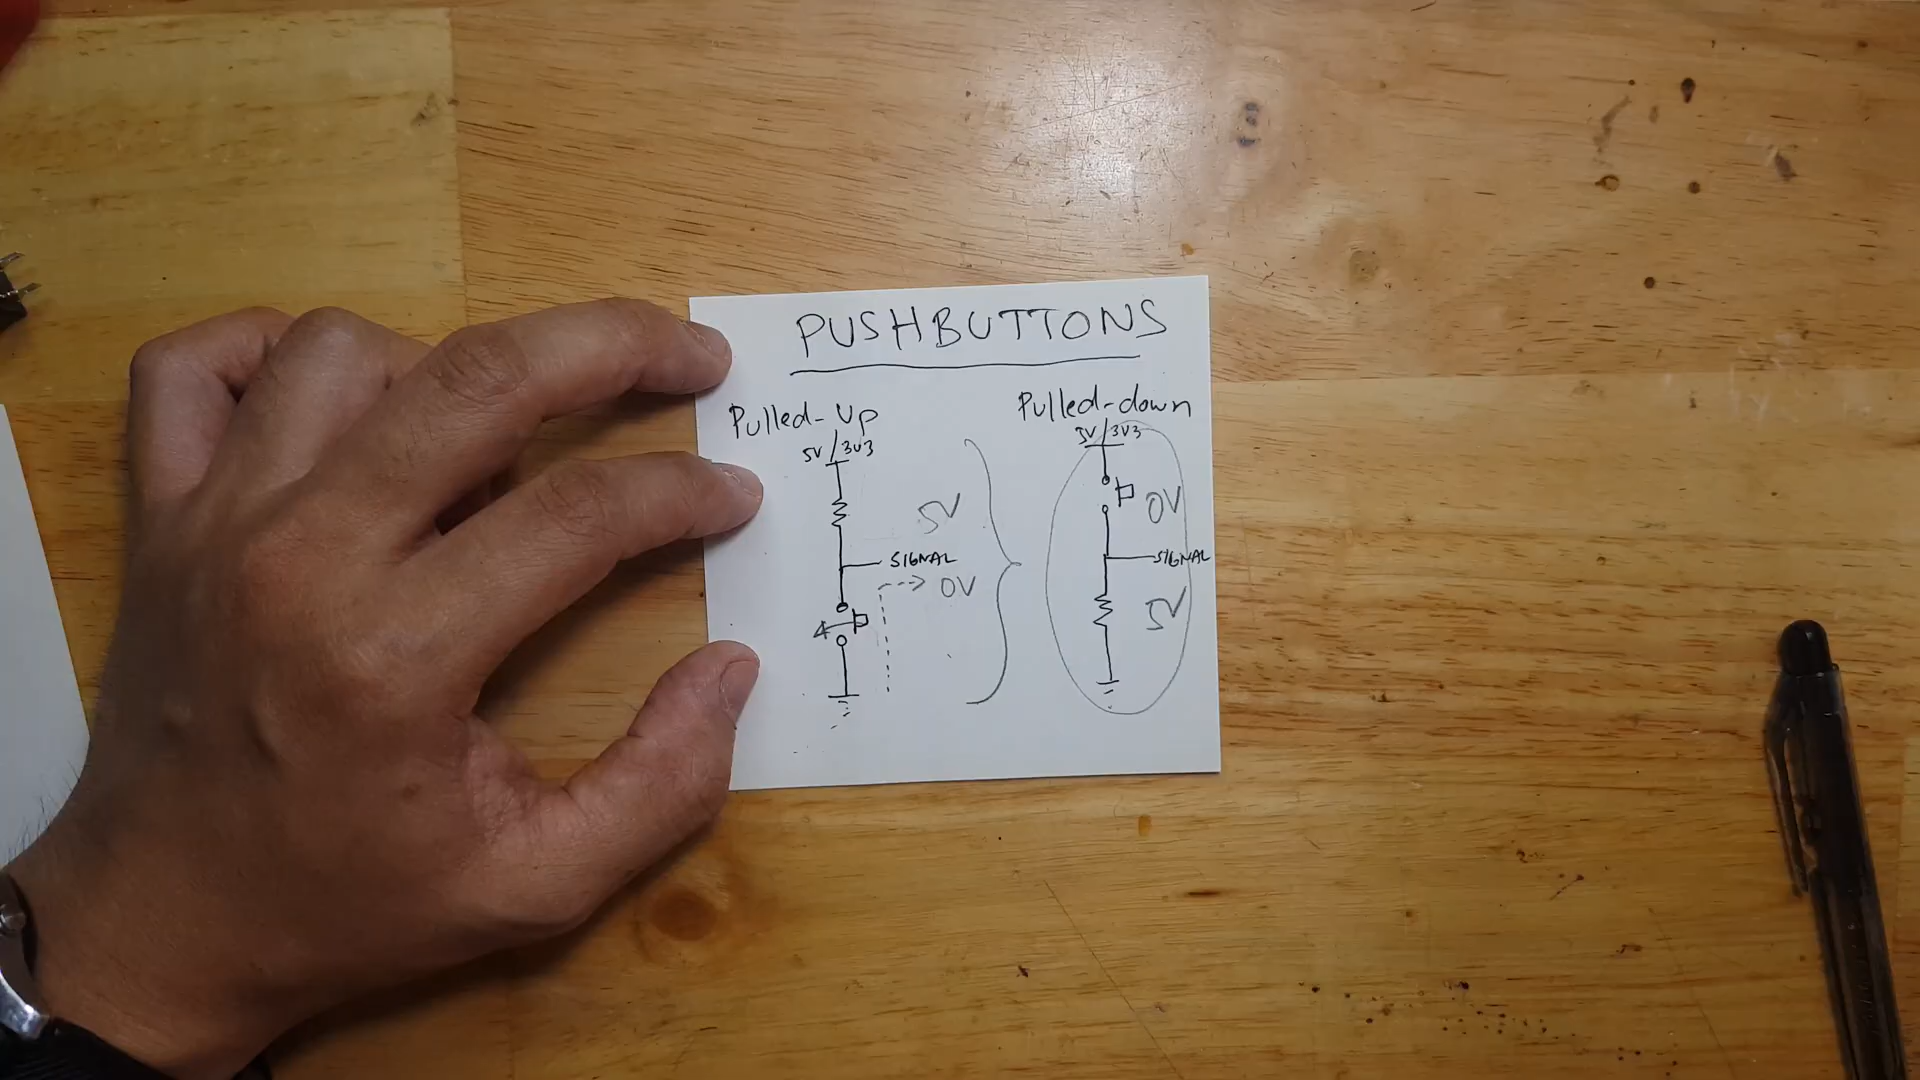 PUSHBUTTONS
Pulled-Up
5V / 3V3
5V
SIGNAL
0V
Pulled-down
5V / 3V3
0V
SIGNAL
5V